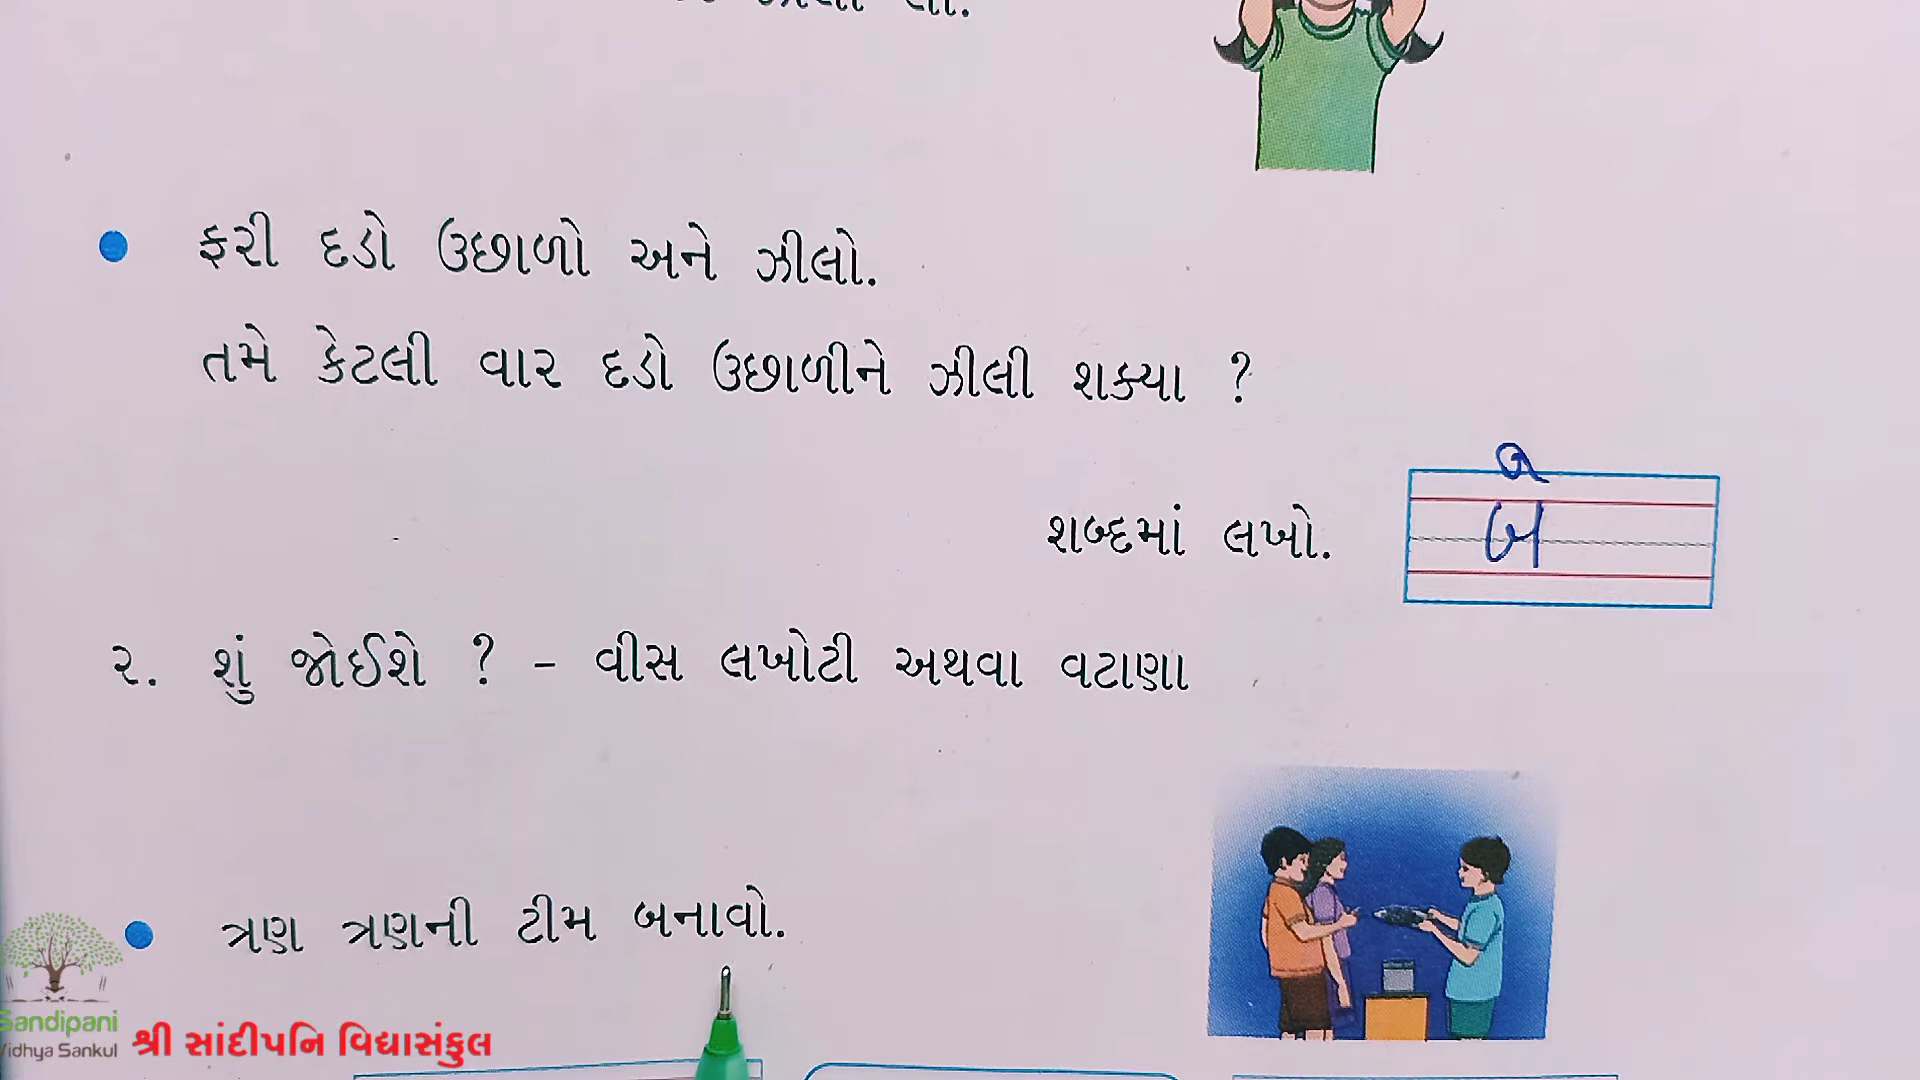 ફરી દડો ઉછાળો અને ઝીલો.
તમે કેટલી વાર દડો ઉછાળીને ઝીલી શક્યા ?
૨
શબ્દમાં લખો. બે
૨. શું જોઈશે ? – વીસ લખોટી અથવા વટાણા
ત્રણ ત્રણની ટીમ બનાવો.
Sandipani
Vidhya Sankul
શ્રી સાંદીપનિ વિદ્યાસંકુલ